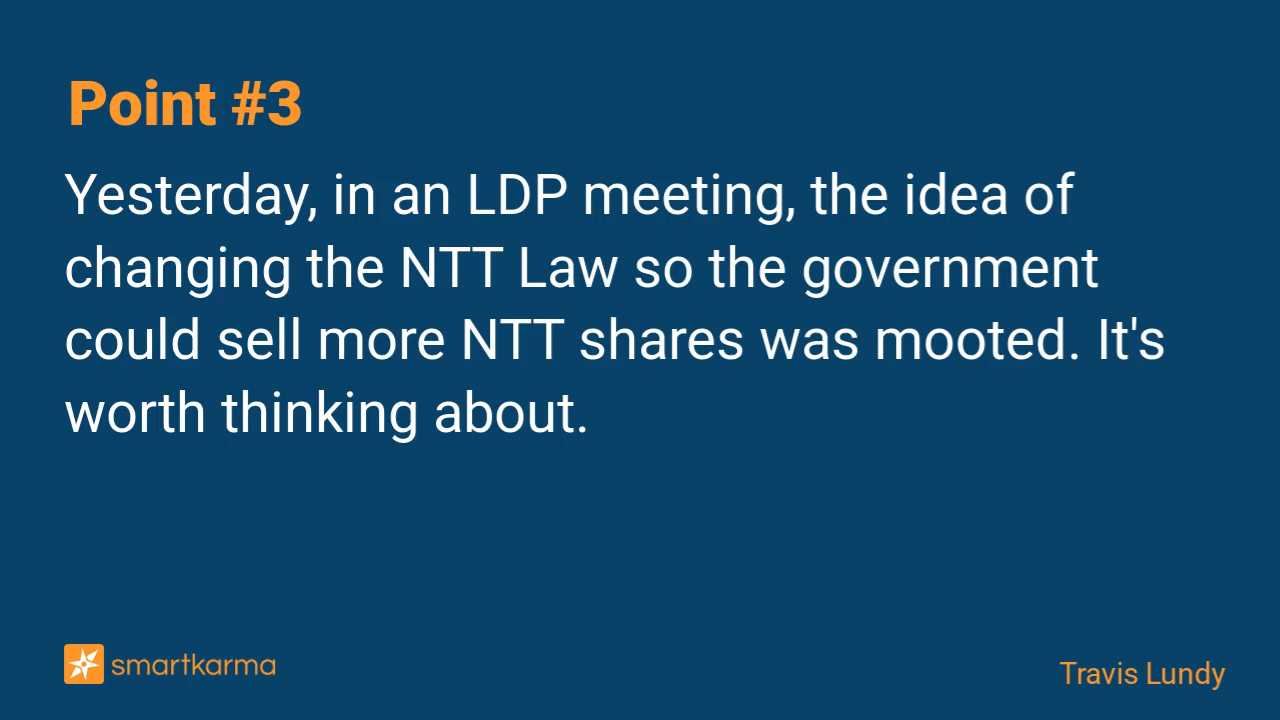 Point #3
Yesterday, in an LDP meeting, the idea of
changing the NTT Law so the government
could sell more NTT shares was mooted. It's
worth thinking about.
smartkarma
Travis Lundy